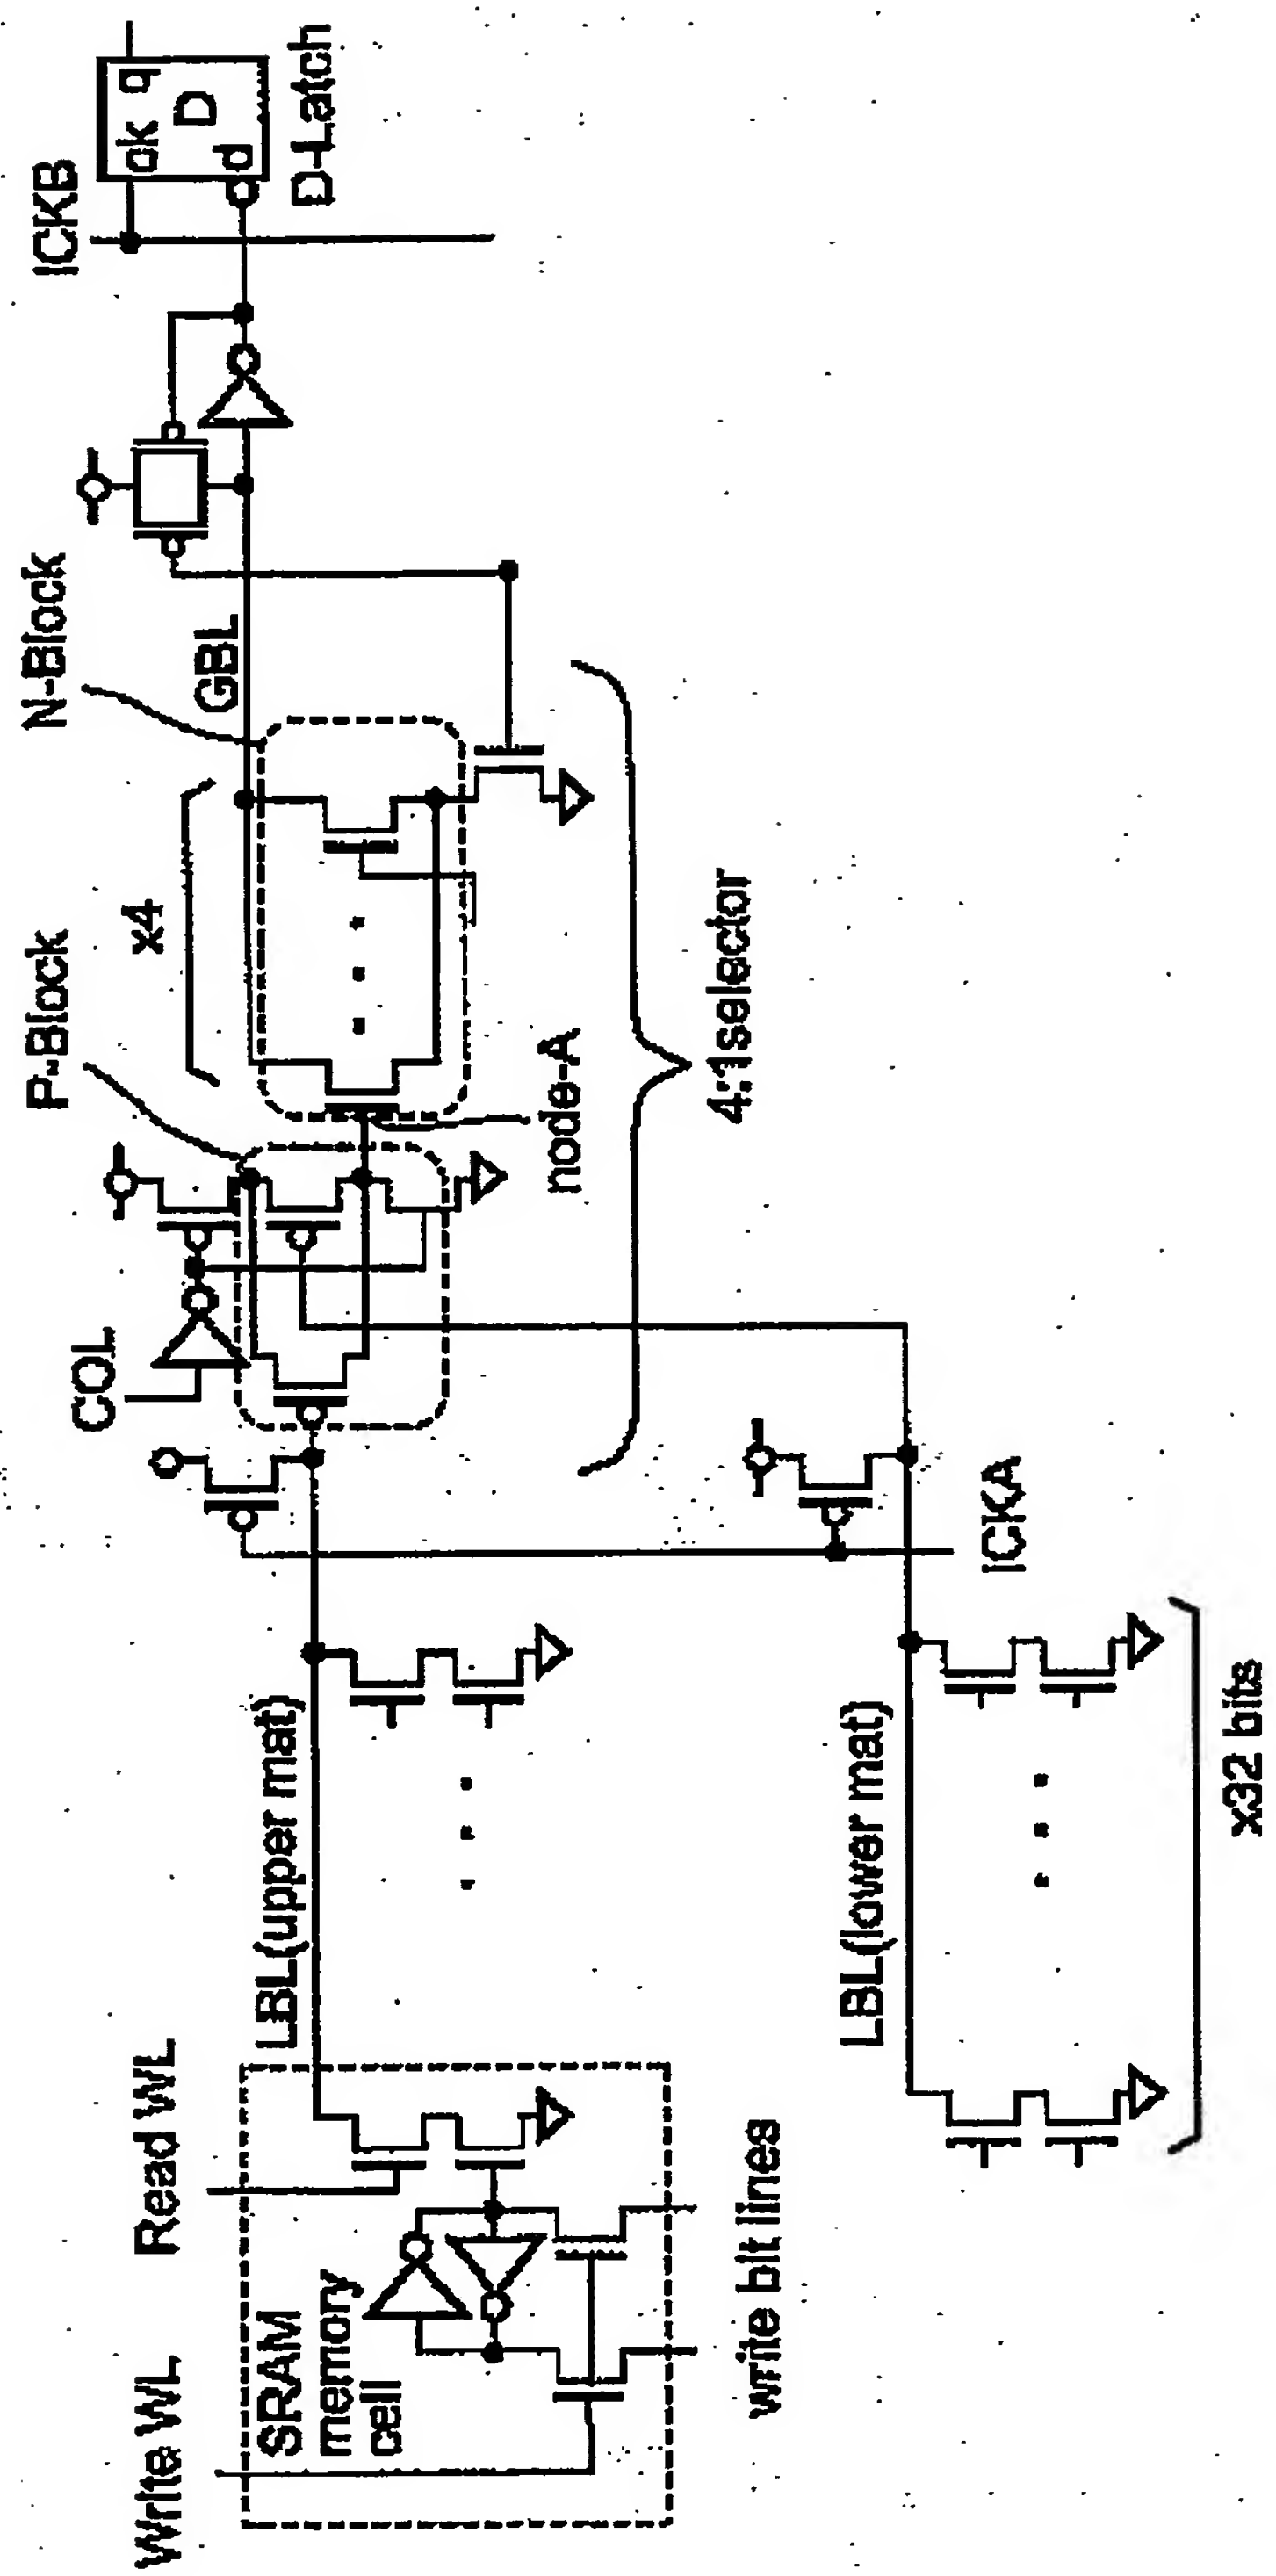 Write WL
Read WL
SRAM
memory
cell
write bit lines
LBL(upper mat)
LBL(lower mat)
x32 bits
ICKA
COL
P-Block
x4
N-Block
GBL
node-A
4:1selector
ICKB
ck q
D
d
D-Latch